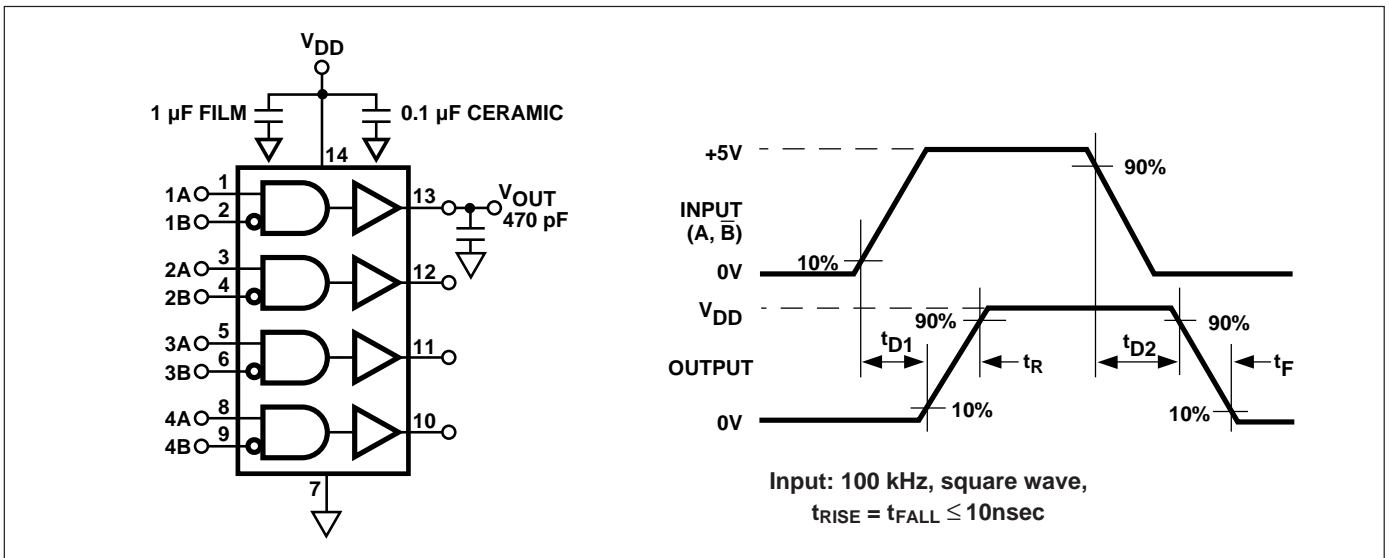 VDD
1 µF FILM
0.1 µF CERAMIC
14
1A 1
1B 2
13
VOUT
470 pF
2A 3
2B 4
12
3A 5
3B 6
11
4A 8
4B 9
10
7
+5V
90%
INPUT
(A, B̅)
10%
0V
VDD
90%
90%
tD1
tR
tD2
tF
OUTPUT
10%
10%
0V
Input: 100 kHz, square wave,
tRISE = tFALL ≤ 10nsec